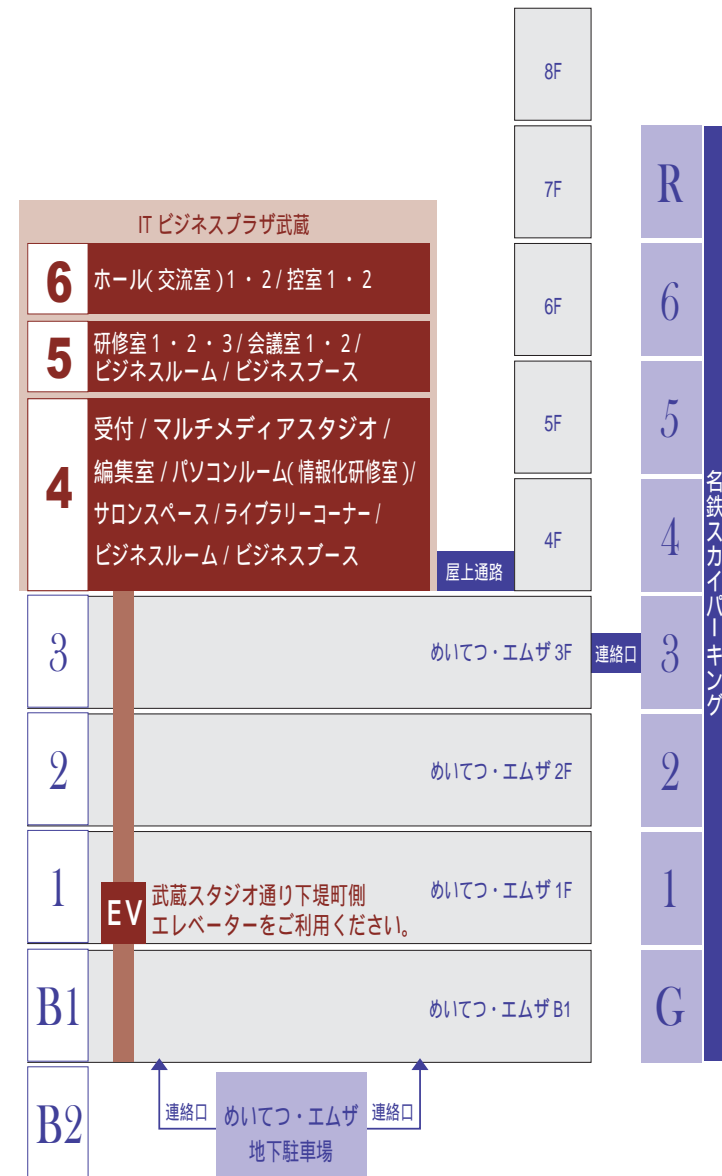 8F
7F
R
ITビジネスプラザ武蔵
6 ホール(交流室)1・2/控室1・2
6F
6
5 研修室1・2・3/会議室1・2/
ビジネスルーム/ビジネスブース
5F
5
4 受付/マルチメディアスタジオ/
編集室/パソコンルーム(情報化研修室)/
サロンスペース/ライブラリーコーナー/
ビジネスルーム/ビジネスブース
屋上通路
4F
4
名鉄スカイパーキング
3
めいてつ・エムザ3F
連絡口
3
2
めいてつ・エムザ2F
2
1
EV
武蔵スタジオ通り下堤町側
エレベーターをご利用ください。
めいてつ・エムザ1F
1
B1
めいてつ・エムザB1
G
B2
連絡口
めいてつ・エムザ
地下駐車場
連絡口